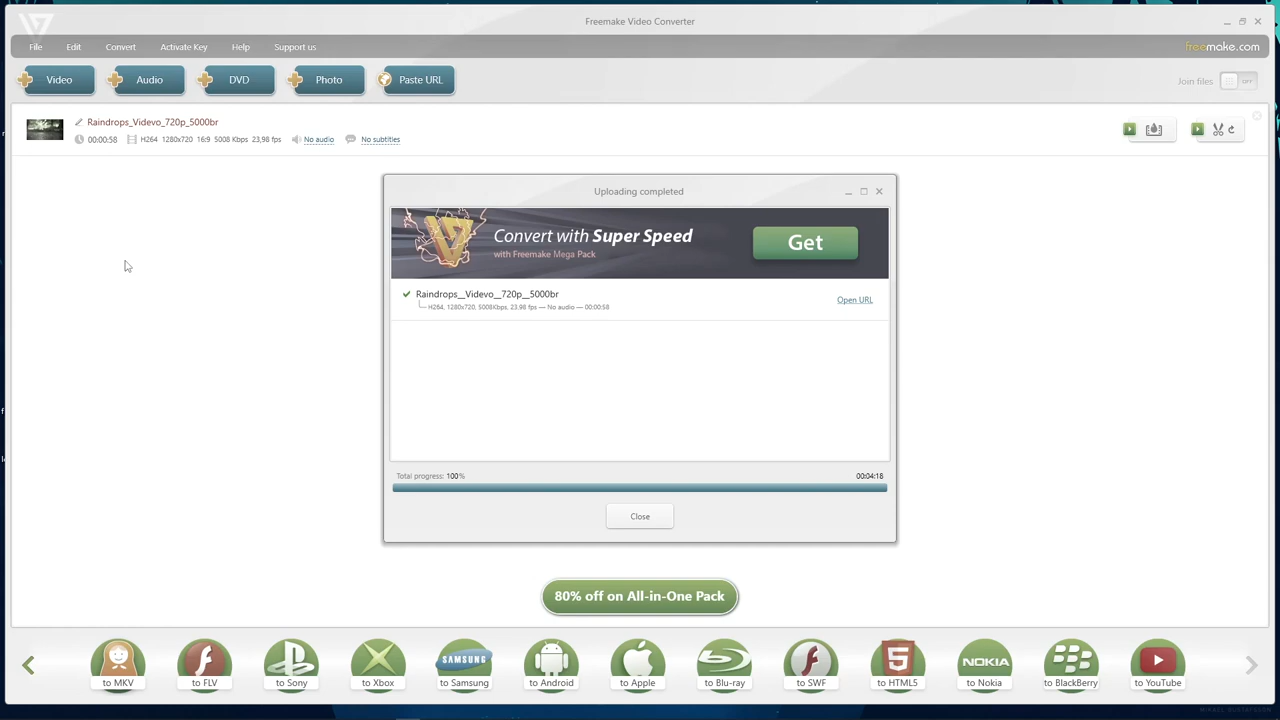 Freemake Video Converter
File Edit Convert Activate Key Help Support us
freemake.com
Video Audio DVD Photo Paste URL
Join files OFF
Raindrops_Videvo_720p_5000br
00:00:58 H264 1280x720 16:9 5008 Kbps 23,98 fps No audio No subtitles
Uploading completed
Convert with Super Speed
with Freemake Mega Pack
Get
Raindrops__Videvo__720p__5000br
H264, 1280x720, 5008Kbps, 23,98 fps — No audio — 00:00:58
Open URL
Total progress: 100% 00:04:18
Close
80% off on All-in-One Pack
SAMSUNG
NOKIA
to MKV to FLV to Sony to Xbox to Samsung to Android to Apple to Blu-ray to SWF to HTML5 to Nokia to BlackBerry to YouTube
MIKAEL GUSTAFSSON